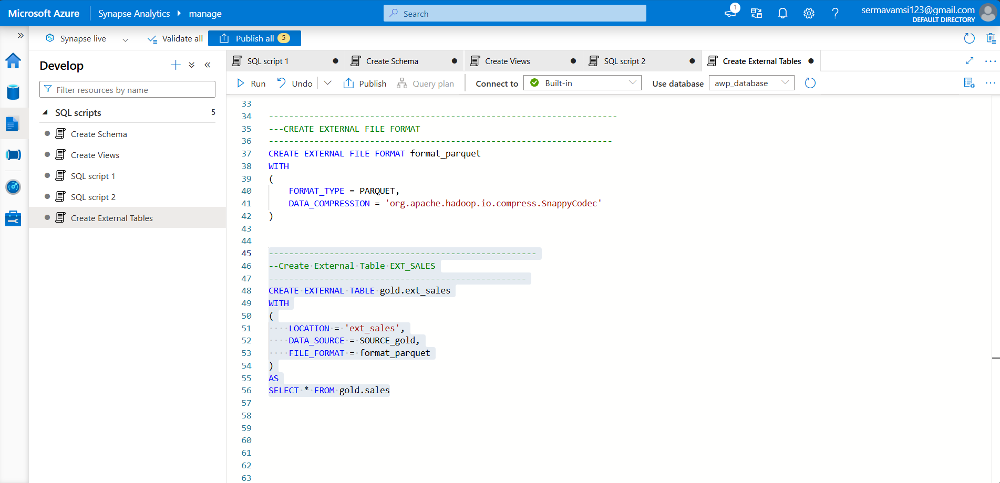 Microsoft Azure
Synapse Analytics
manage
Search
1
sermavamsi123@gmail.com
DEFAULT DIRECTORY
Synapse live
Validate all
Publish all 5
Develop
Filter resources by name
SQL scripts 5
Create Schema
Create Views
SQL script 1
SQL script 2
Create External Tables
SQL script 1
Create Schema
Create Views
SQL script 2
Create External Tables
Run
Undo
Publish
Query plan
Connect to
Built-in
Use database
awp_database
33
34 ---------------------------------------------------------------------
35 ---CREATE EXTERNAL FILE FORMAT
36 --------------------------------------------------------------------
37 CREATE EXTERNAL FILE FORMAT format_parquet
38 WITH
39 (
40     FORMAT_TYPE = PARQUET,
41     DATA_COMPRESSION = 'org.apache.hadoop.io.compress.SnappyCodec'
42 )
43
44
45 -----------------------------------------------------
46 --Create External Table EXT_SALES
47 ---------------------------------------------------
48 CREATE EXTERNAL TABLE gold.ext_sales
49 WITH
50 (
51     LOCATION = 'ext_sales',
52     DATA_SOURCE = SOURCE_gold,
53     FILE_FORMAT = format_parquet
54 )
55 AS
56 SELECT * FROM gold.sales
57
58
59
60
61
62
63